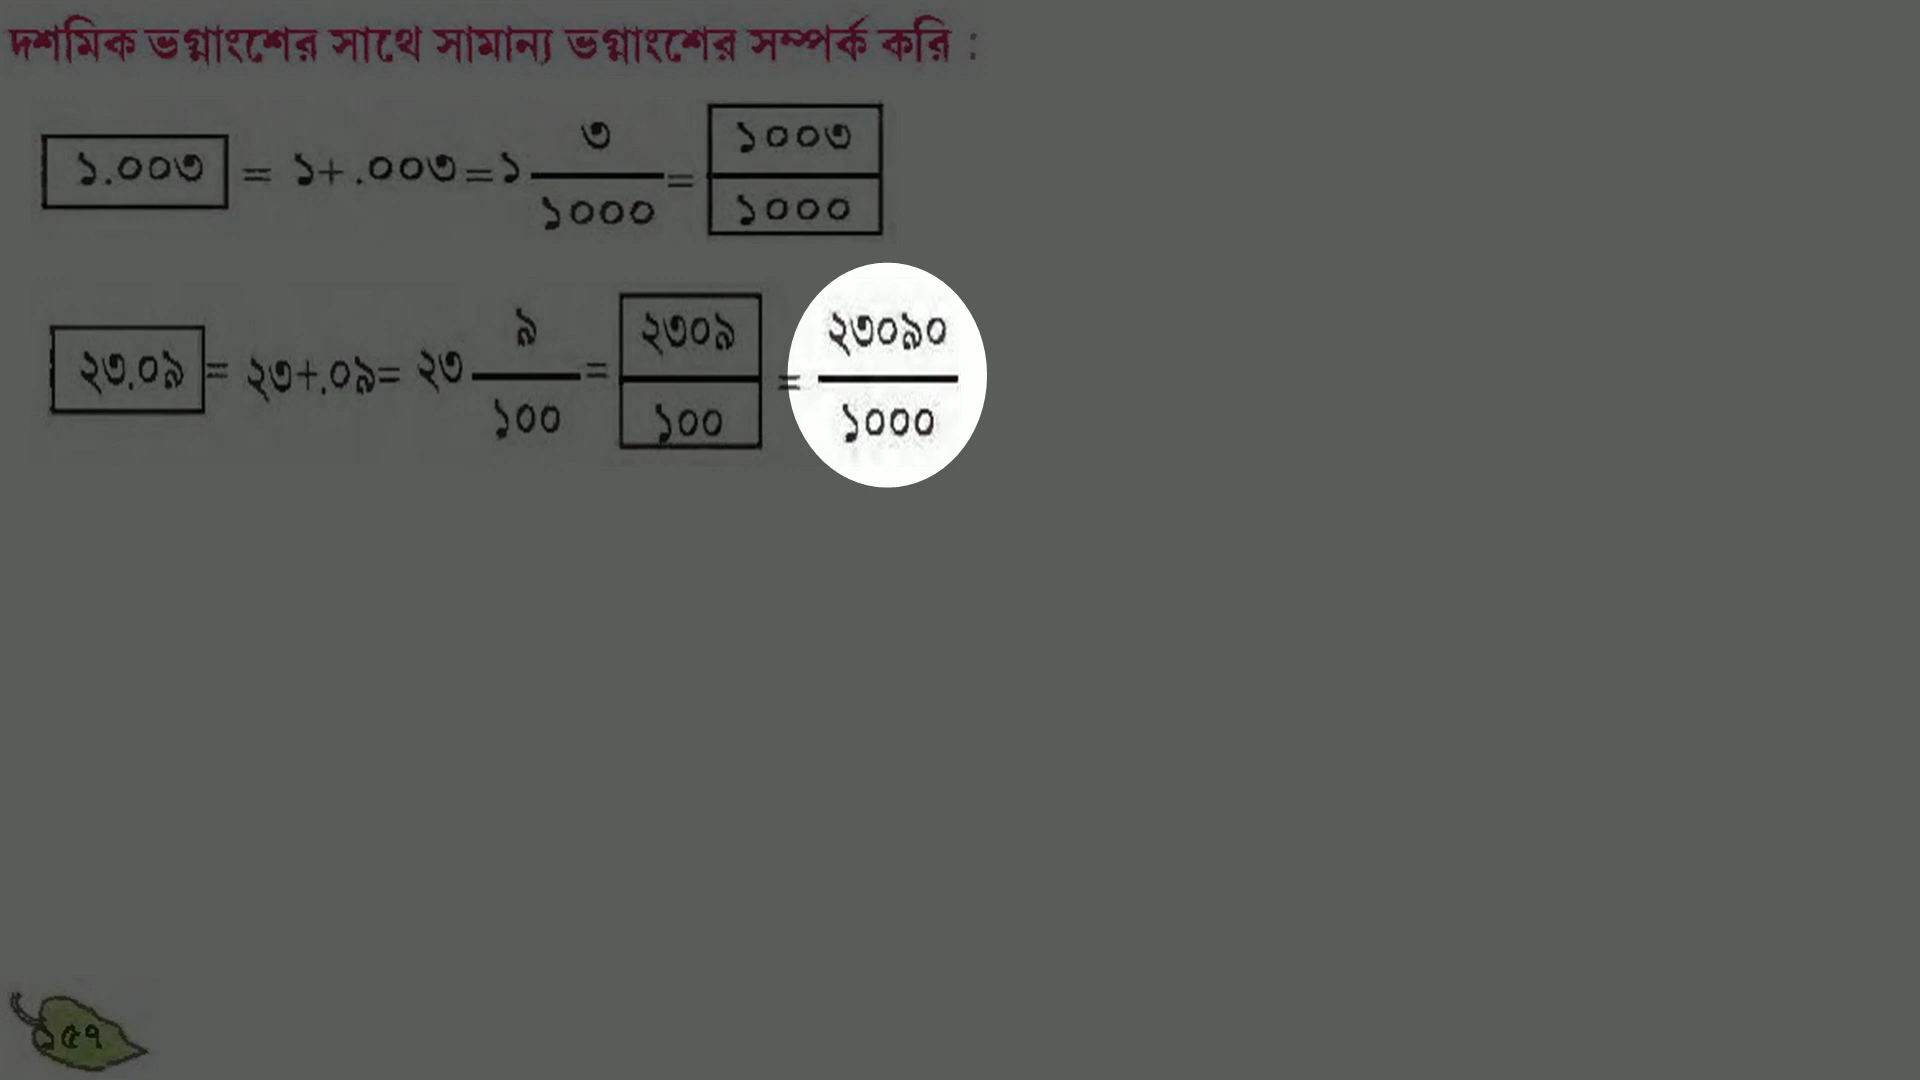 দশমিক ভগ্নাংশের সাথে সামান্য ভগ্নাংশের সম্পর্ক করি :
১.০০৩ = ১+.০০৩ = ১ ৩/১০০০ = ১০০৩/১০০০
২৩.০৯ = ২৩+.০৯= ২৩ ৯/১০০ = ২৩০৯/১০০ = ২৩০৯০/১০০০
১৫৭